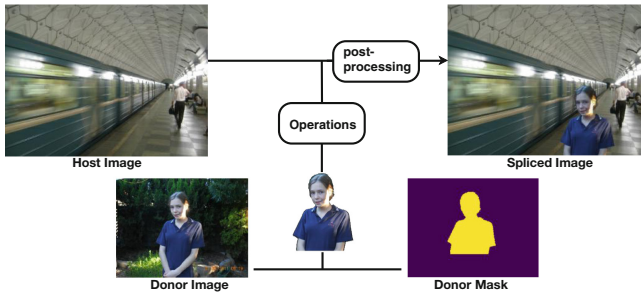 post-
processing
Operations
Host Image
Spliced Image
Donor Image
Donor Mask